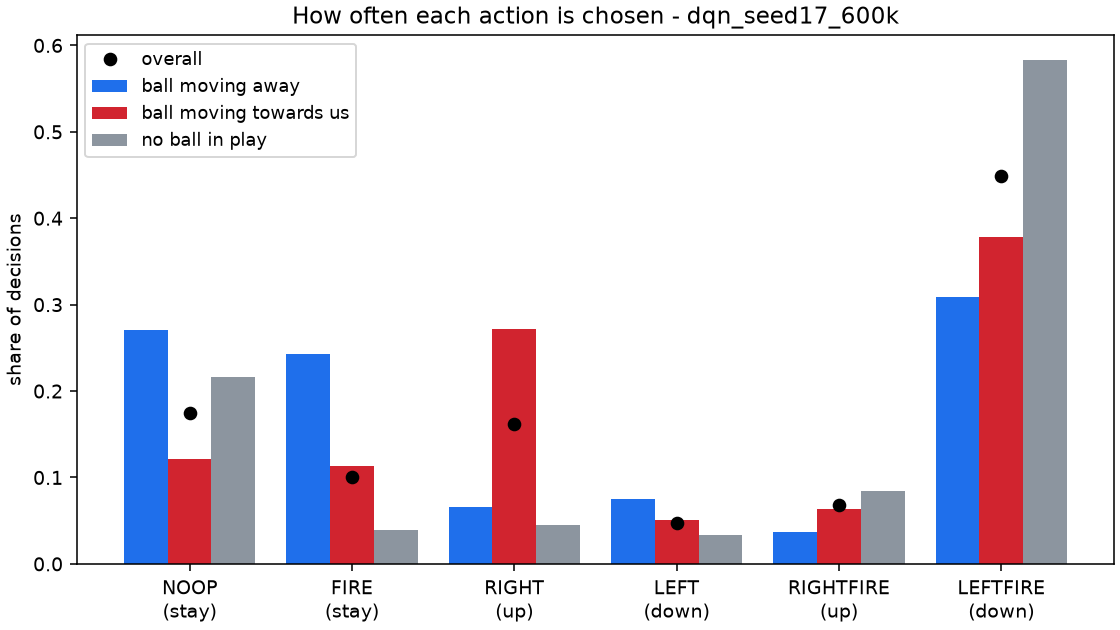 How often each action is chosen - dqn_seed17_600k
overall
ball moving away
ball moving towards us
no ball in play
share of decisions
0.6
0.5
0.4
0.3
0.2
0.1
0.0
NOOP
(stay)
FIRE
(stay)
RIGHT
(up)
LEFT
(down)
RIGHTFIRE
(up)
LEFTFIRE
(down)